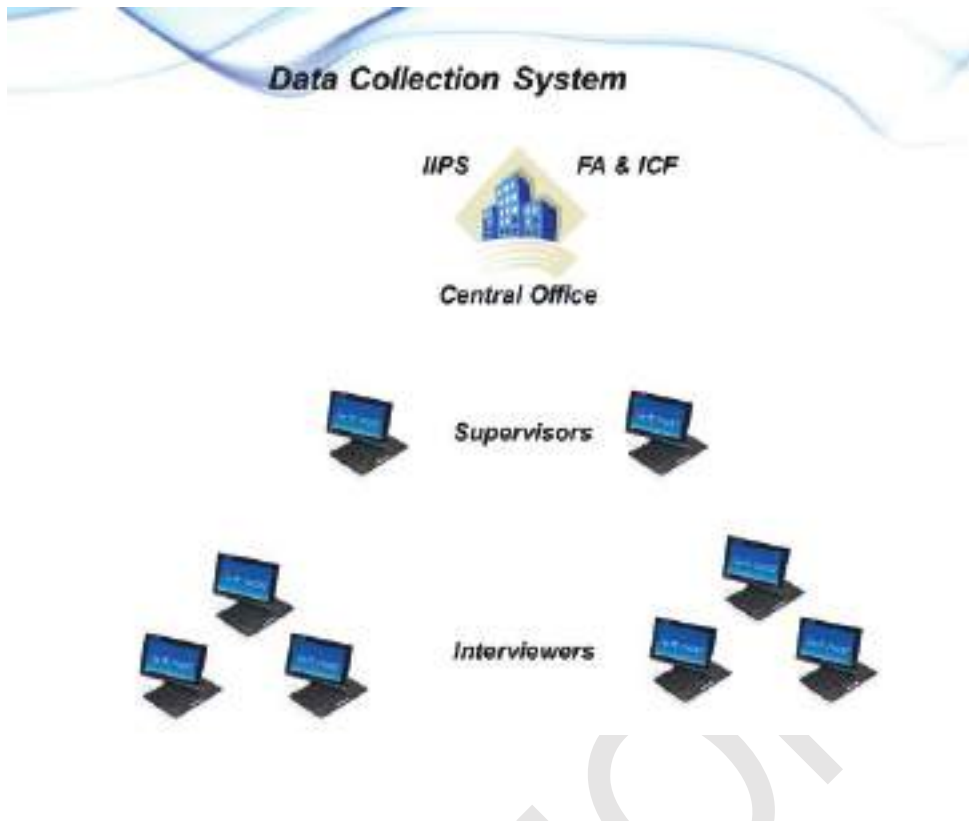 Data Collection System
IIPS FA & ICF
Central Office
Supervisors
Interviewers